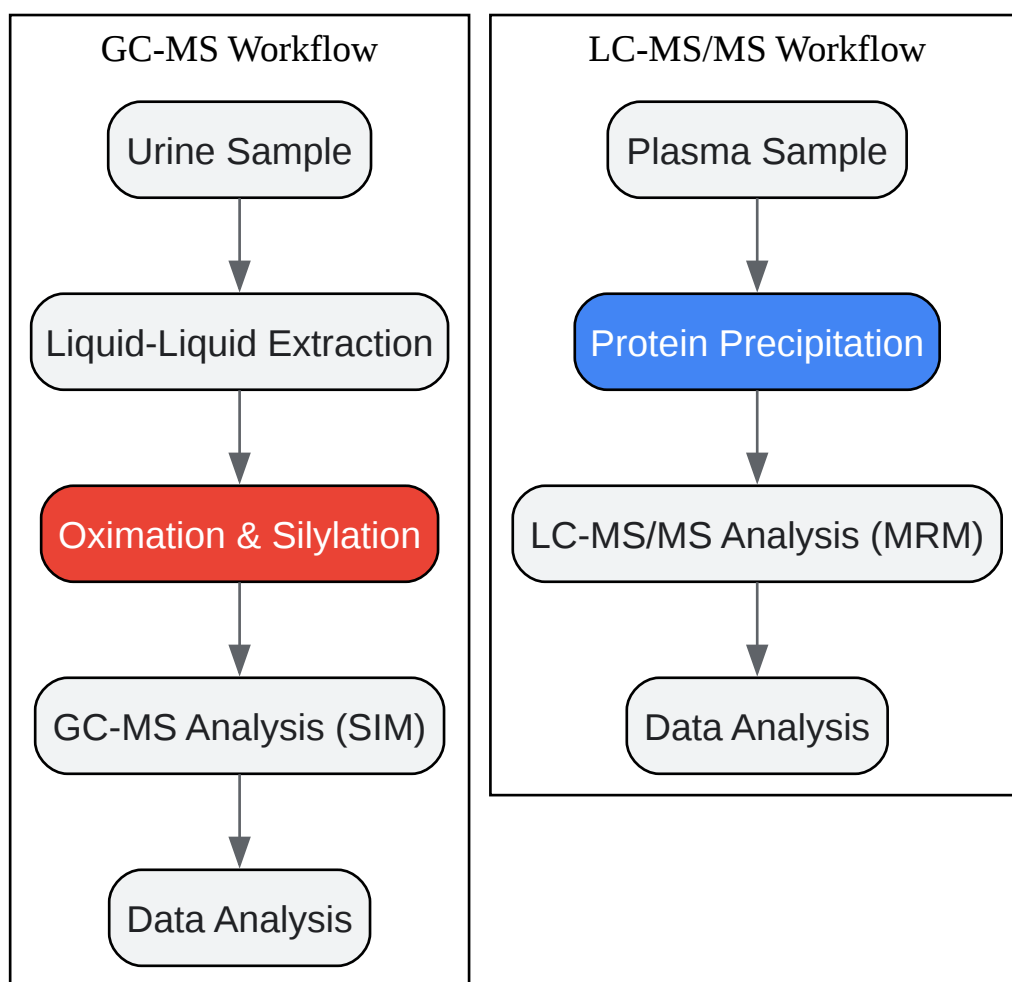 GC-MS Workflow
Urine Sample
Liquid-Liquid Extraction
Oximation & Silylation
GC-MS Analysis (SIM)
Data Analysis
LC-MS/MS Workflow
Plasma Sample
Protein Precipitation
LC-MS/MS Analysis (MRM)
Data Analysis